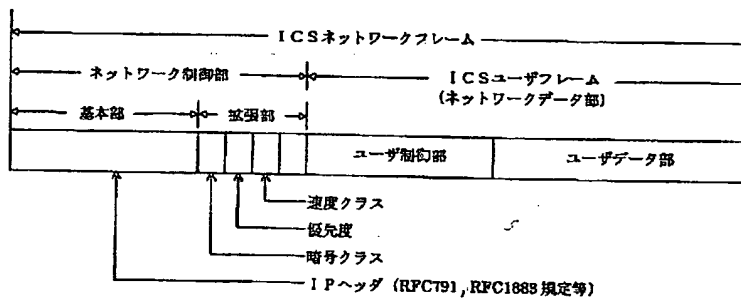 ICSネットワークフレーム
ネットワーク制御部
ICSユーザフレーム
(ネットワークデータ部)
基本部
拡張部
ユーザ制御部
ユーザデータ部
速度クラス
優先度
暗号クラス
IPヘッダ (RFC791, RFC1883 規定等)